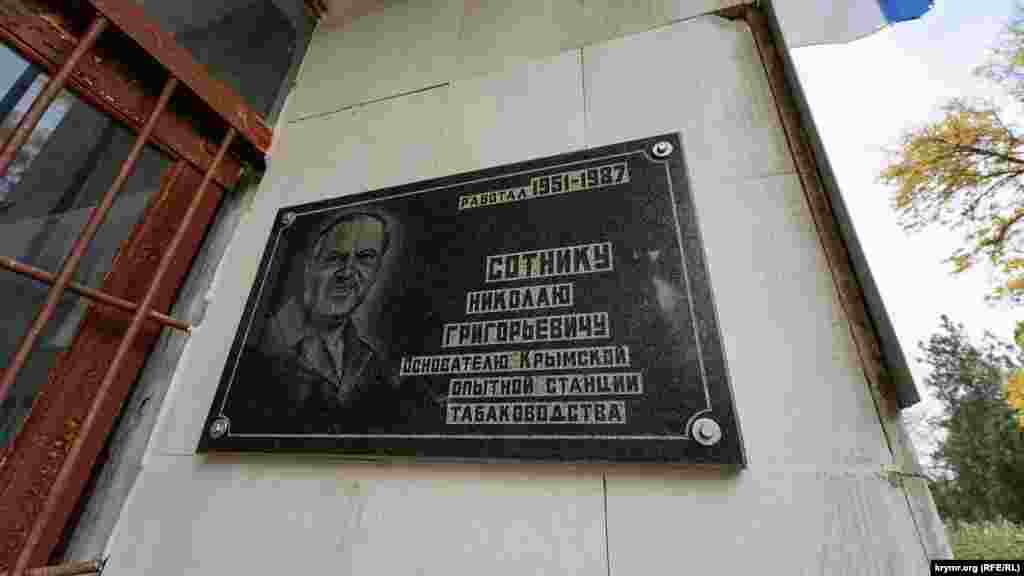 РАБОТАЛ 1951-1987
СОТНИКУ
НИКОЛАЮ
ГРИГОРЬЕВИЧУ
Основателю Крымской
опытной станции
табаководства
krymr.org (RFE/RL)